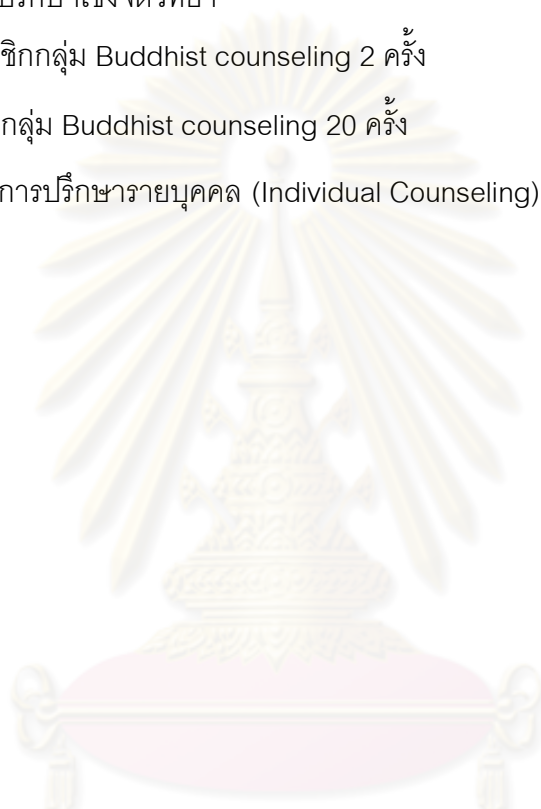 ชิกกลุ่ม Buddhist counseling 2 ครั้ง
กลุ่ม Buddhist counseling 20 ครั้ง
การปรึกษารายบุคคล (Individual Counseling)